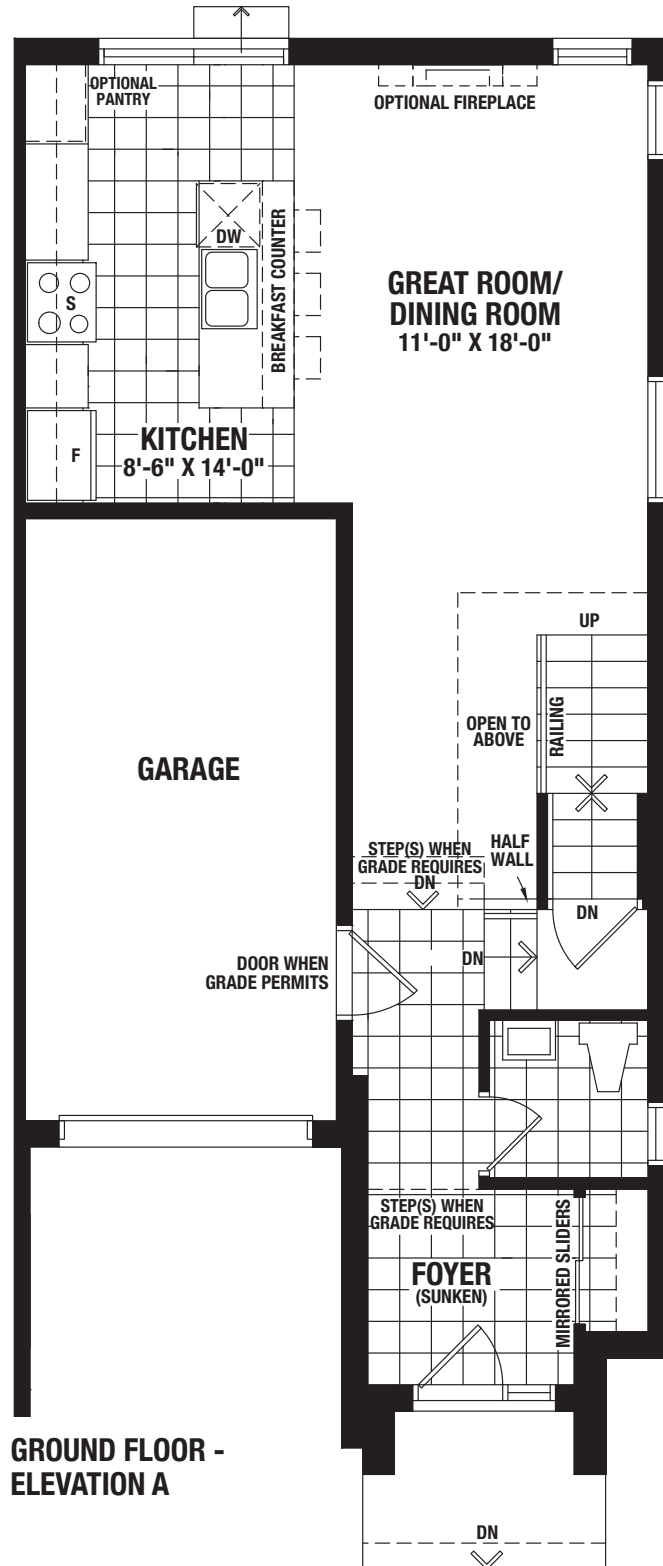 OPTIONAL
PANTRY
OPTIONAL FIREPLACE
DW
BREAKFAST COUNTER
S
GREAT ROOM/
DINING ROOM
11'-0" X 18'-0"
F
KITCHEN
8'-6" X 14'-0"
UP
RAILING
OPEN TO
ABOVE
GARAGE
STEP(S) WHEN
GRADE REQUIRES
DN
HALF
WALL
DN
DN
DOOR WHEN
GRADE PERMITS
STEP(S) WHEN
GRADE REQUIRES
FOYER
(SUNKEN)
MIRRORED SLIDERS
GROUND FLOOR -
ELEVATION A
DN